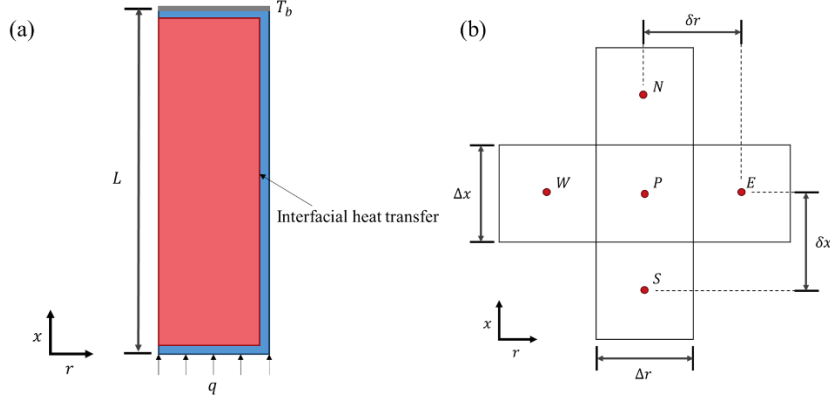 (a)
T_b
L
Interfacial heat transfer
x
r
q
(b)
δr
N
Δx
W
P
E
δx
S
x
r
Δr